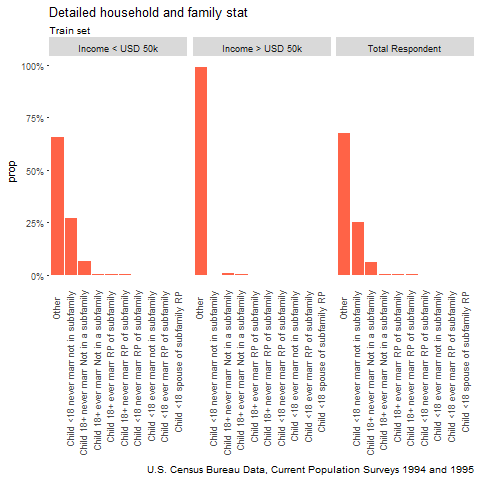 Detailed household and family stat
Train set
Income < USD 50k
Income > USD 50k
Total Respondent
prop
100%
75%
50%
25%
0%
Other
Child <18 never marr not in subfamily
Child 18+ never marr Not in a subfamily
Child 18+ ever marr Not in a subfamily
Child 18+ never marr RP of subfamily
Child 18+ ever marr RP of subfamily
Child <18 never marr RP of subfamily
Child <18 ever marr not in subfamily
Child <18 ever marr RP of subfamily
Child <18 spouse of subfamily RP
Other
Child <18 never marr not in subfamily
Child 18+ never marr Not in a subfamily
Child 18+ ever marr Not in a subfamily
Child 18+ never marr RP of subfamily
Child 18+ ever marr RP of subfamily
Child <18 never marr RP of subfamily
Child <18 ever marr not in subfamily
Child <18 ever marr RP of subfamily
Child <18 spouse of subfamily RP
Other
Child <18 never marr not in subfamily
Child 18+ never marr Not in a subfamily
Child 18+ ever marr Not in a subfamily
Child 18+ never marr RP of subfamily
Child 18+ ever marr RP of subfamily
Child <18 never marr RP of subfamily
Child <18 ever marr not in subfamily
Child <18 ever marr RP of subfamily
Child <18 spouse of subfamily RP
U.S. Census Bureau Data, Current Population Surveys 1994 and 1995